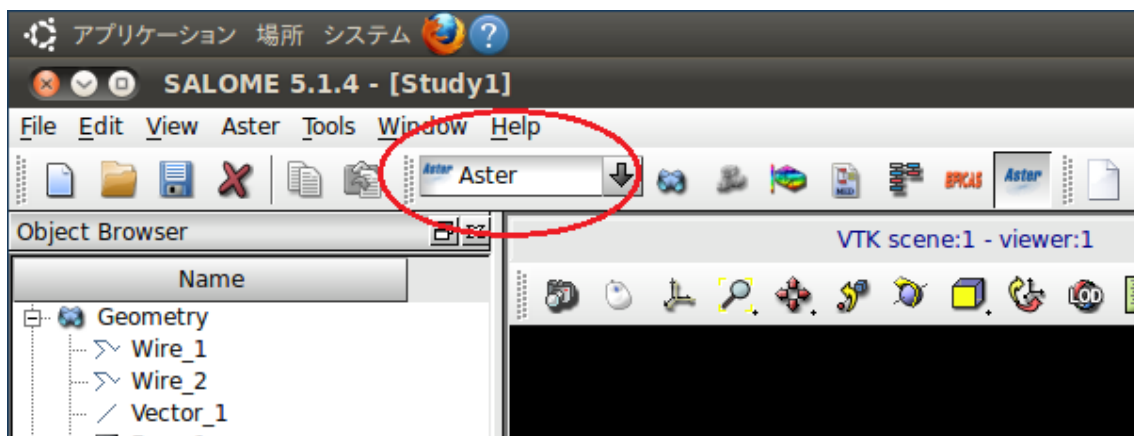 アプリケーション 場所 システム ?
SALOME 5.1.4 - [Study1]
File Edit View Aster Tools Window Help
Aster Aster MED EFICAS Aster
Object Browser
VTK scene:1 - viewer:1
Name
LOD
Geometry
Wire_1
Wire_2
Vector_1